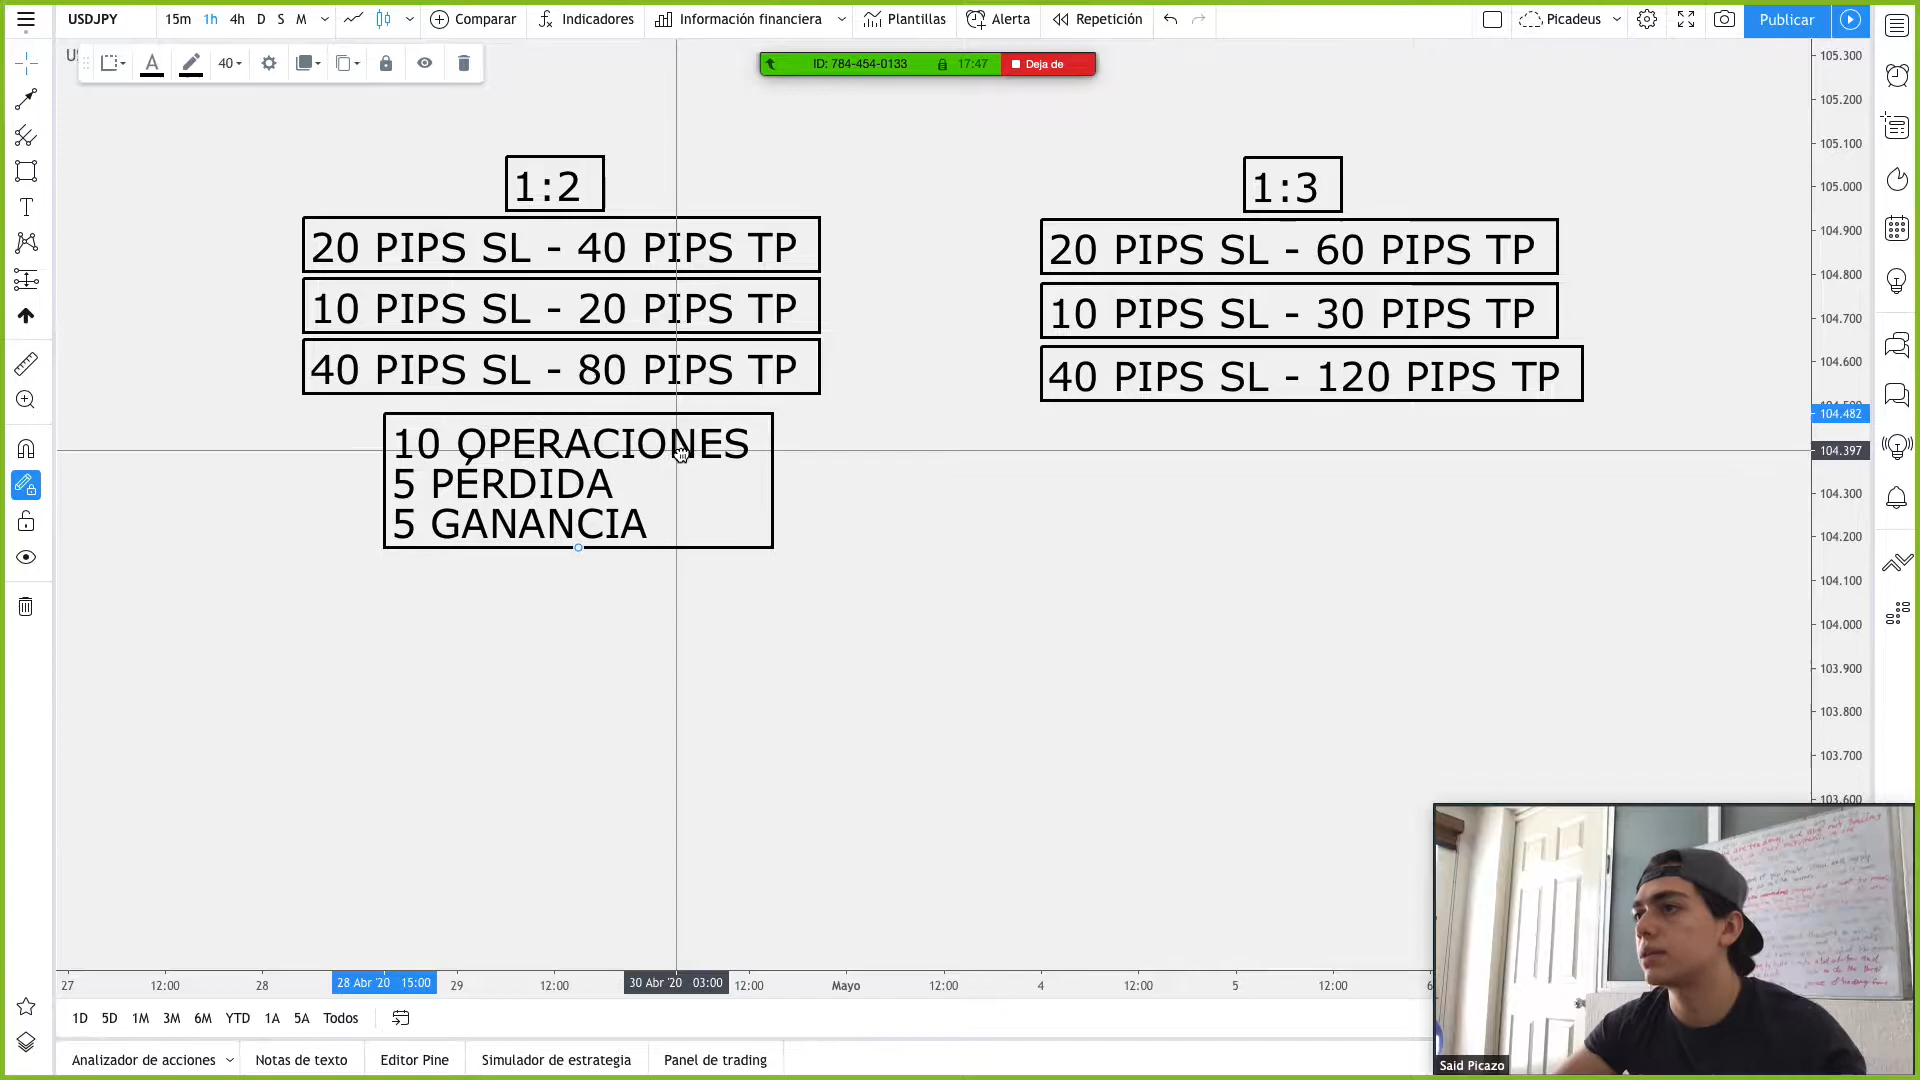 USDJPY 15m 1h 4h D S M Comparar Indicadores Información financiera Plantillas Alerta Repetición Picadeus Publicar
40
ID: 784-454-0133 17:47 Deja de
1:2
20 PIPS SL - 40 PIPS TP
10 PIPS SL - 20 PIPS TP
40 PIPS SL - 80 PIPS TP
10 OPERACIONES
5 PÉRDIDA
5 GANANCIA
1:3
20 PIPS SL - 60 PIPS TP
10 PIPS SL - 30 PIPS TP
40 PIPS SL - 120 PIPS TP
105.300
105.200
105.100
105.000
104.900
104.800
104.700
104.600
104.482
104.397
104.300
104.200
104.100
104.000
103.900
103.800
103.700
103.600
27 12:00 28 28 Abr '20 15:00 29 12:00 30 Abr '20 03:00 12:00 Mayo 12:00 4 12:00 5 12:00
1D 5D 1M 3M 6M YTD 1A 5A Todos
Analizador de acciones Notas de texto Editor Pine Simulador de estrategia Panel de trading
Said Picazo